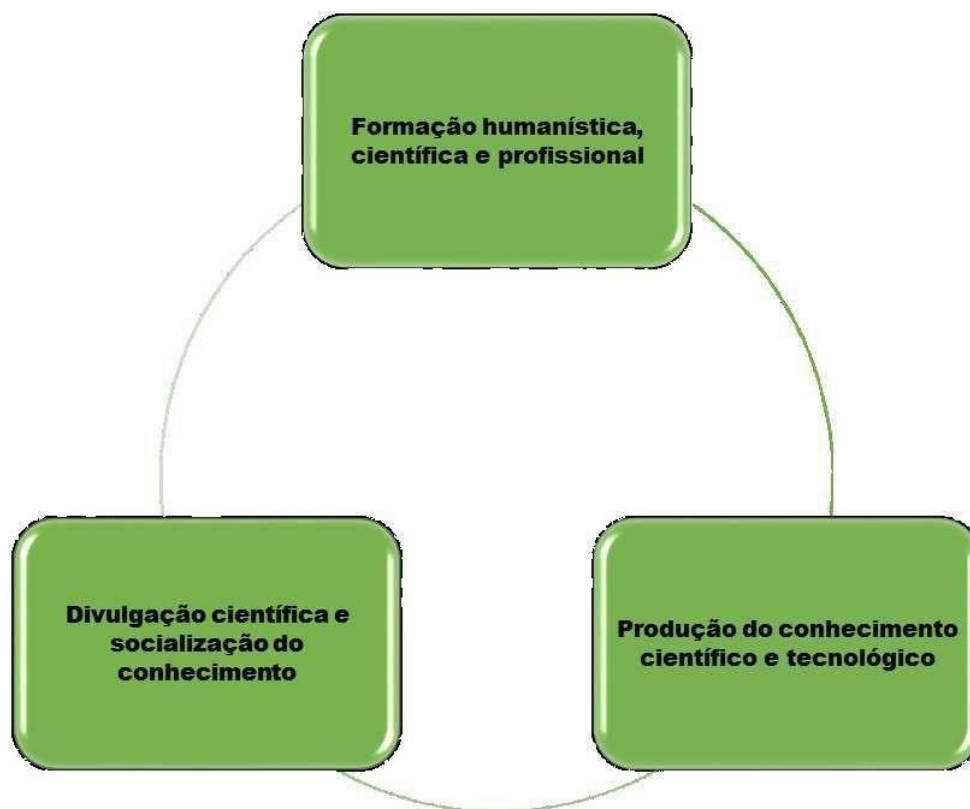 Formação humanística,
científica e profissional
Divulgação científica e
socialização do
conhecimento
Produção do conhecimento
científico e tecnológico